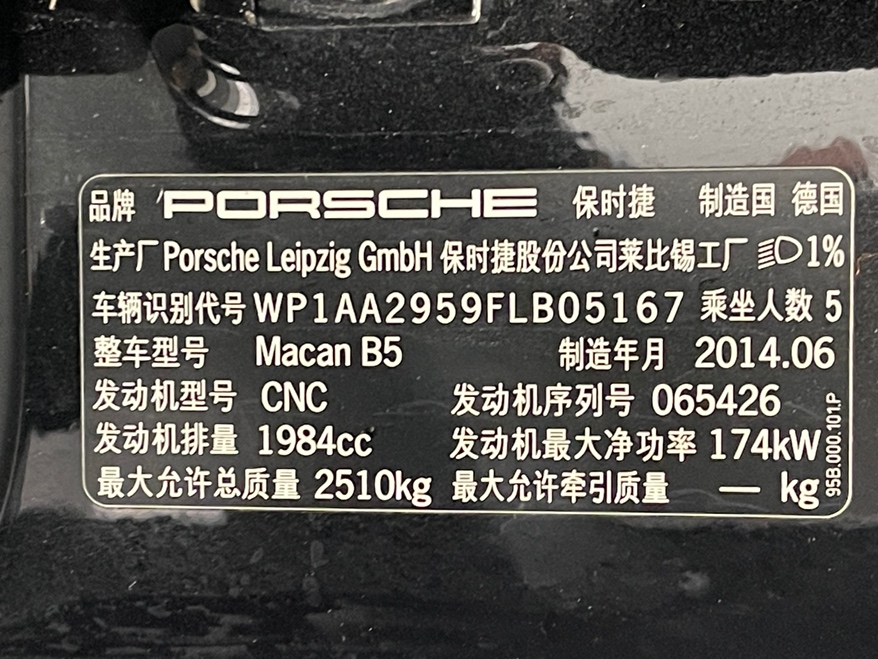 品牌 PORSCHE 保时捷 制造国 德国
生产厂 Porsche Leipzig GmbH 保时捷股份公司莱比锡工厂 1%
车辆识别代号 WP1AA2959FLB05167 乘坐人数 5
整车型号 Macan B5 制造年月 2014.06
发动机型号 CNC 发动机序列号 065426
发动机排量 1984cc 发动机最大净功率 174kW
最大允许总质量 2510kg 最大允许牵引质量 — kg
95B.000.101.P